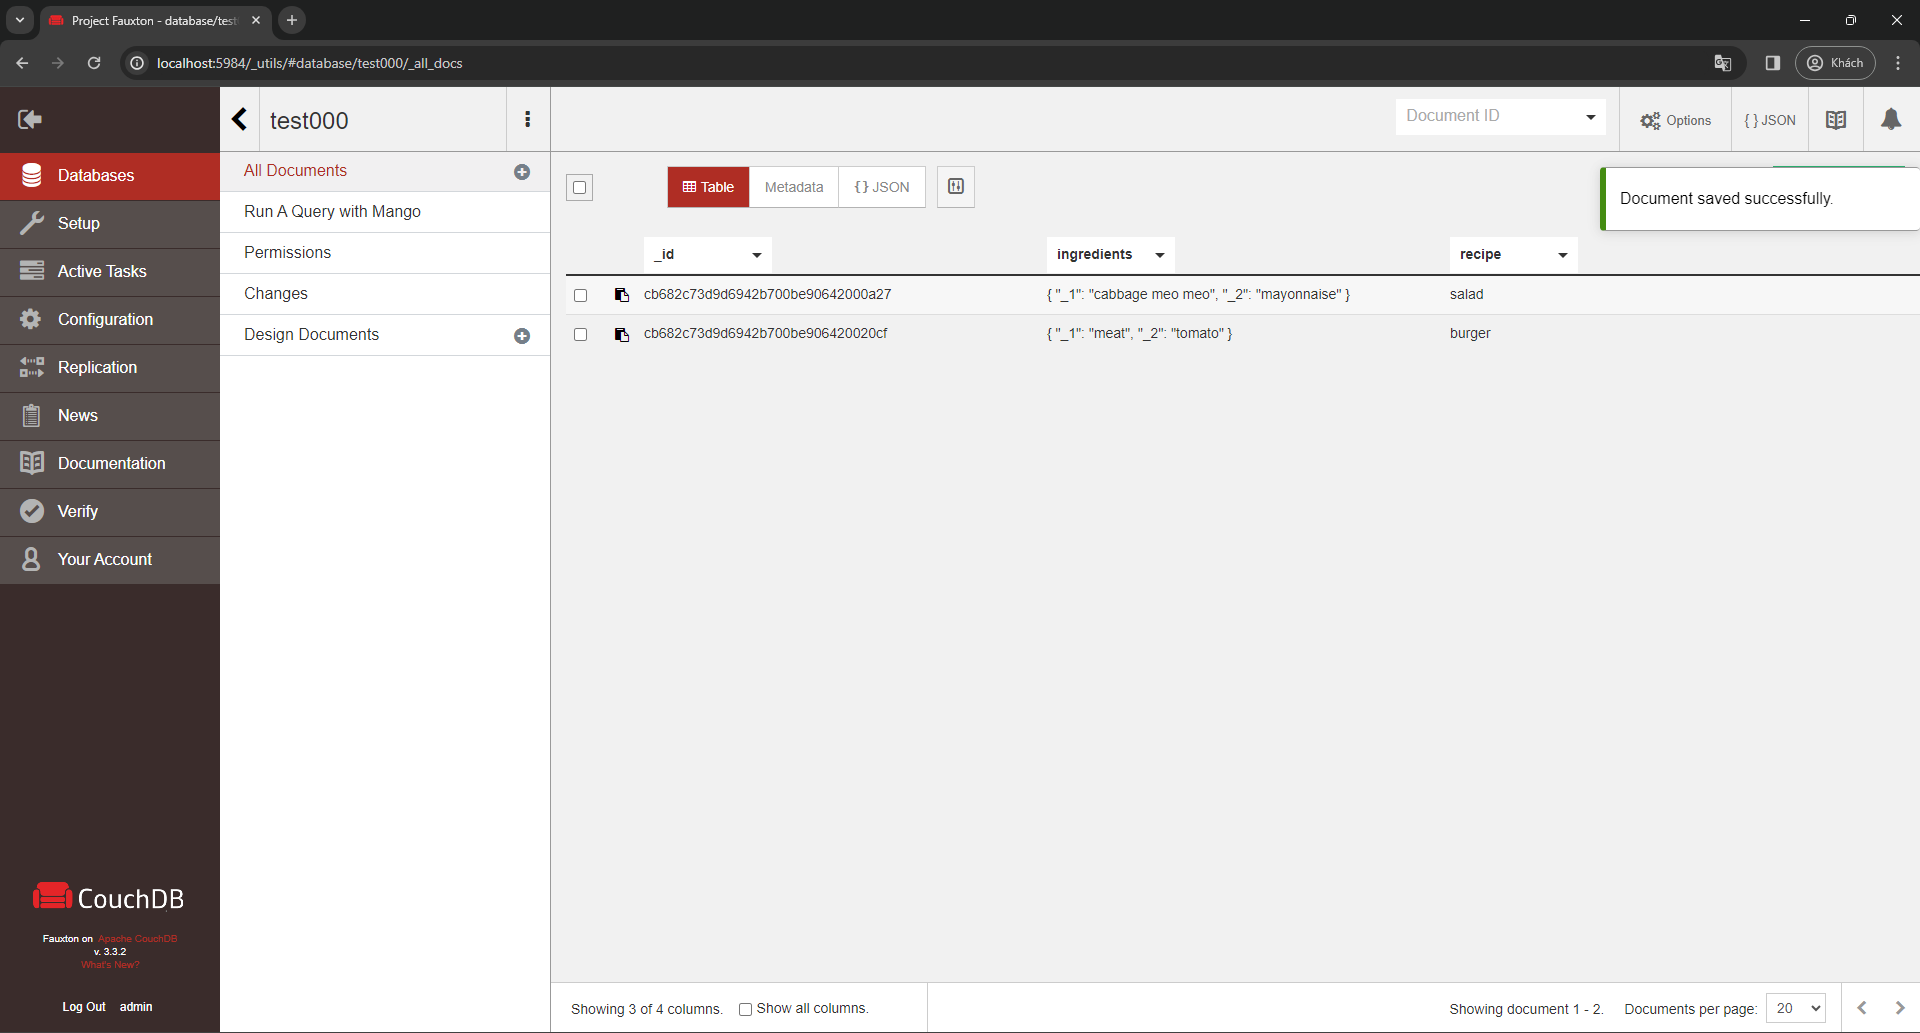 Project Fauxton - database/test
localhost:5984/_utils/#database/test000/_all_docs
Khách
test000
Document ID
Options
{ } JSON
Databases
Setup
Active Tasks
Configuration
Replication
News
Documentation
Verify
Your Account
All Documents
Run A Query with Mango
Permissions
Changes
Design Documents
Table
Metadata
{ } JSON
Document saved successfully.
_id
ingredients
recipe
cb682c73d9d6942b700be90642000a27
{ "_1": "cabbage meo meo", "_2": "mayonnaise" }
salad
cb682c73d9d6942b700be906420020cf
{ "_1": "meat", "_2": "tomato" }
burger
CouchDB
Fauxton on Apache CouchDB
v. 3.3.2
What's New?
Log Out admin
Showing 3 of 4 columns.
Show all columns.
Showing document 1 - 2.
Documents per page: 20